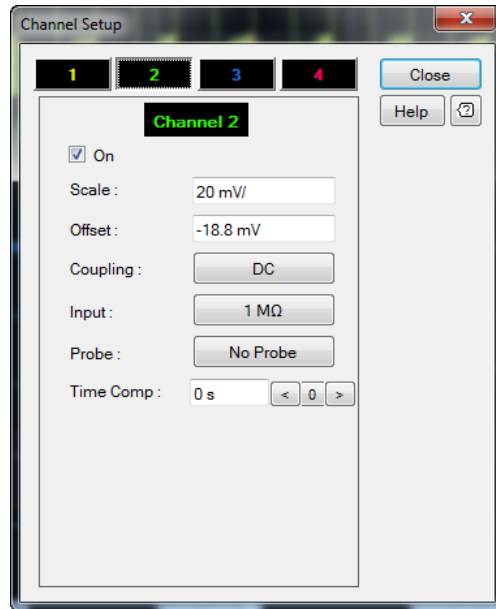 Channel Setup
x
1 2 3 4
Close
Help ?
Channel 2
On
Scale : 20 mV/
Offset : -18.8 mV
Coupling : DC
Input : 1 MΩ
Probe : No Probe
Time Comp : 0 s < 0 >